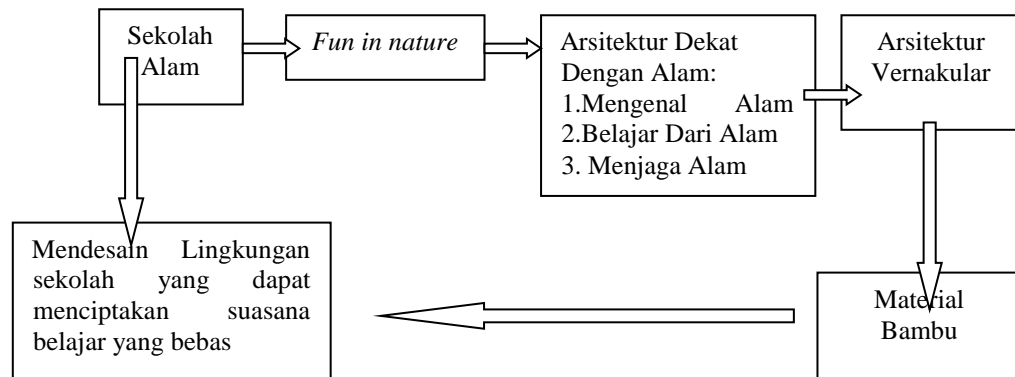 Sekolah
Alam
Fun in nature
Arsitektur Dekat
Dengan Alam:
1.Mengenal Alam
2.Belajar Dari Alam
3. Menjaga Alam
Arsitektur
Vernakular
Mendesain Lingkungan
sekolah yang dapat
menciptakan suasana
belajar yang bebas
Material
Bambu